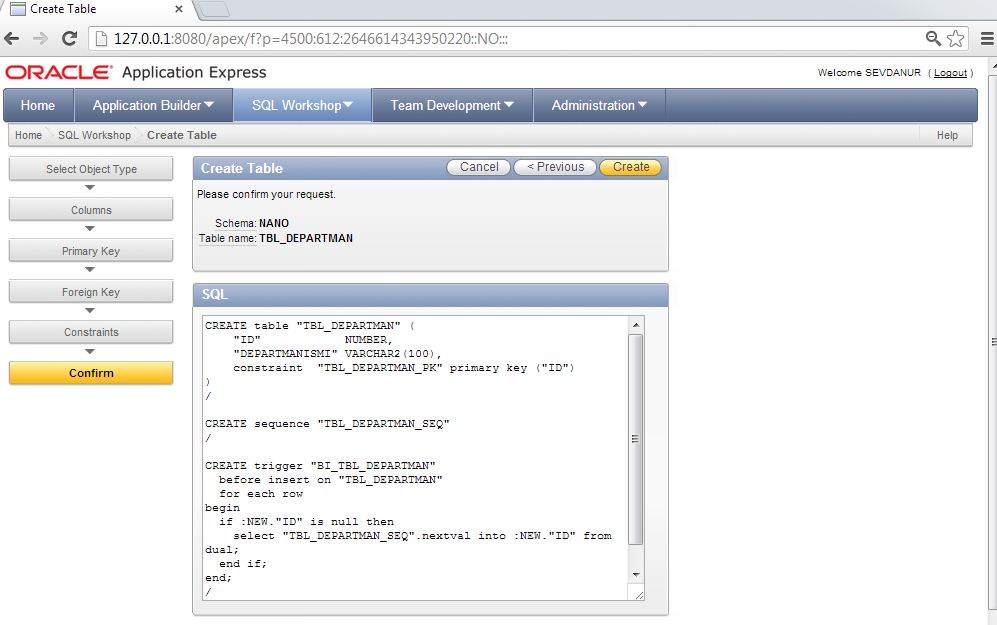 Create Table
127.0.0.1:8080/apex/f?p=4500:612:2646614343950220::NO:::
ORACLE Application Express
Welcome SEVDANUR ( Logout )
Home Application Builder SQL Workshop Team Development Administration
Home SQL Workshop Create Table Help
Select Object Type
Columns
Primary Key
Foreign Key
Constraints
Confirm
Create Table Cancel < Previous Create
Please confirm your request.
Schema: NANO
Table name: TBL_DEPARTMAN
SQL
CREATE table "TBL_DEPARTMAN" (
    "ID"            NUMBER,
    "DEPARTMANISMI" VARCHAR2(100),
    constraint  "TBL_DEPARTMAN_PK" primary key ("ID")
)
/
CREATE sequence "TBL_DEPARTMAN_SEQ"
/
CREATE trigger "BI_TBL_DEPARTMAN"
  before insert on "TBL_DEPARTMAN"
  for each row
begin
  if :NEW."ID" is null then
    select "TBL_DEPARTMAN_SEQ".nextval into :NEW."ID" from
dual;
  end if;
end;
/